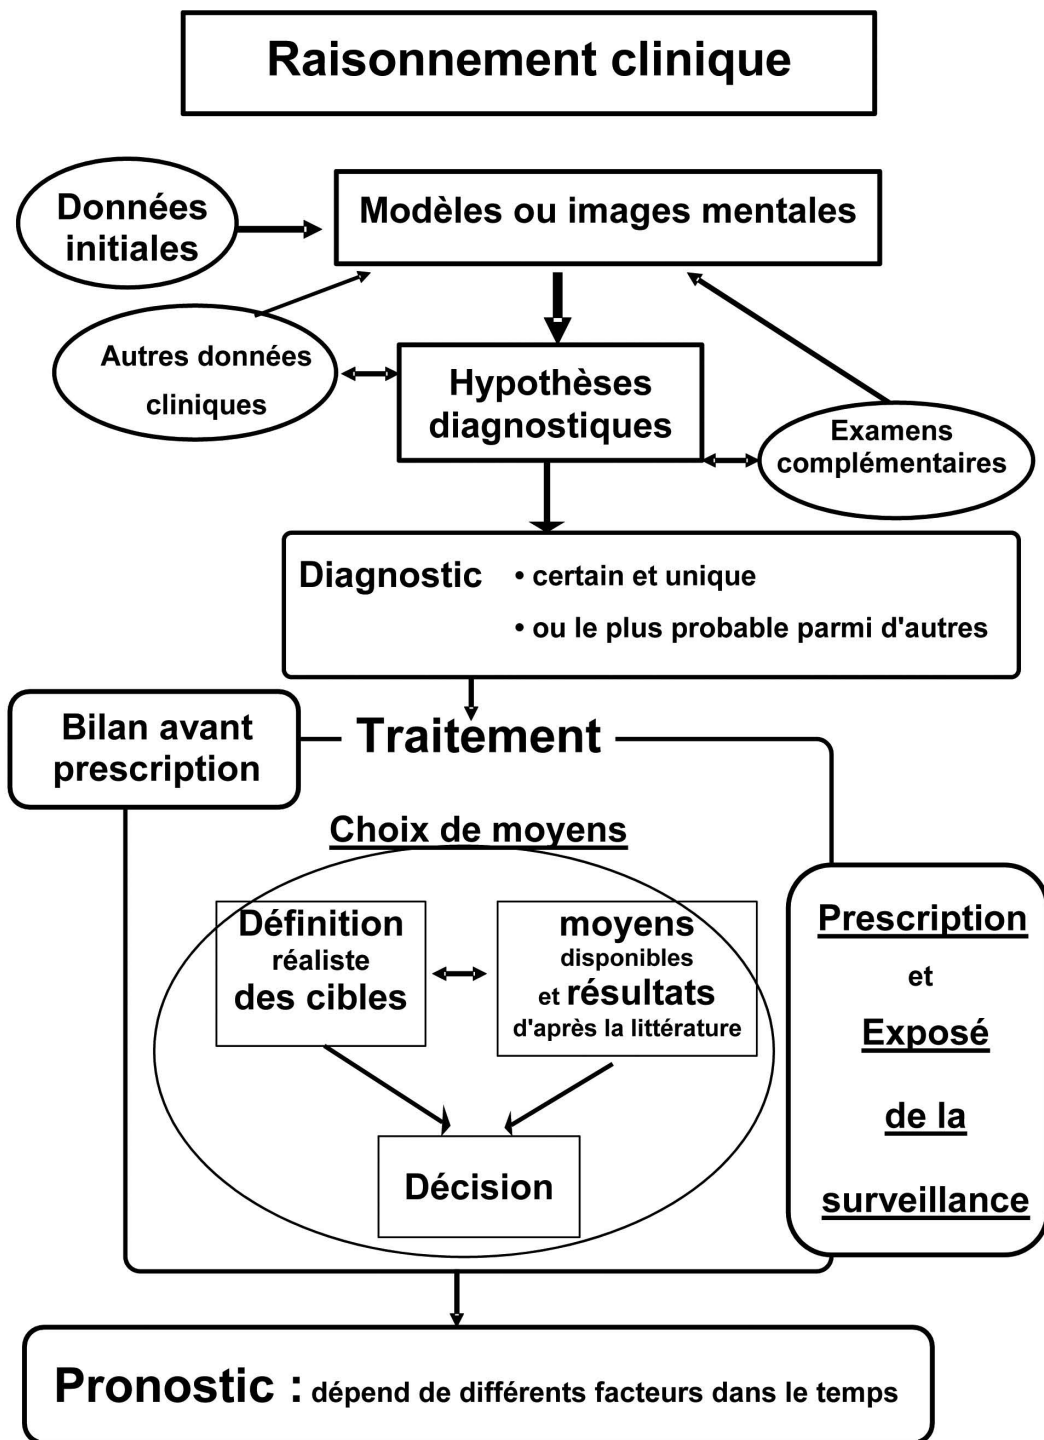 Raisonnement clinique
Données
initiales
Modèles ou images mentales
Autres données
cliniques
Hypothèses
diagnostiques
Examens
complémentaires
Diagnostic • certain et unique
• ou le plus probable parmi d'autres
Bilan avant
prescription
Traitement
Choix de moyens
Définition
réaliste
des cibles
moyens
disponibles
et résultats
d'après la littérature
Décision
Prescription
et
Exposé
de la
surveillance
Pronostic : dépend de différents facteurs dans le temps